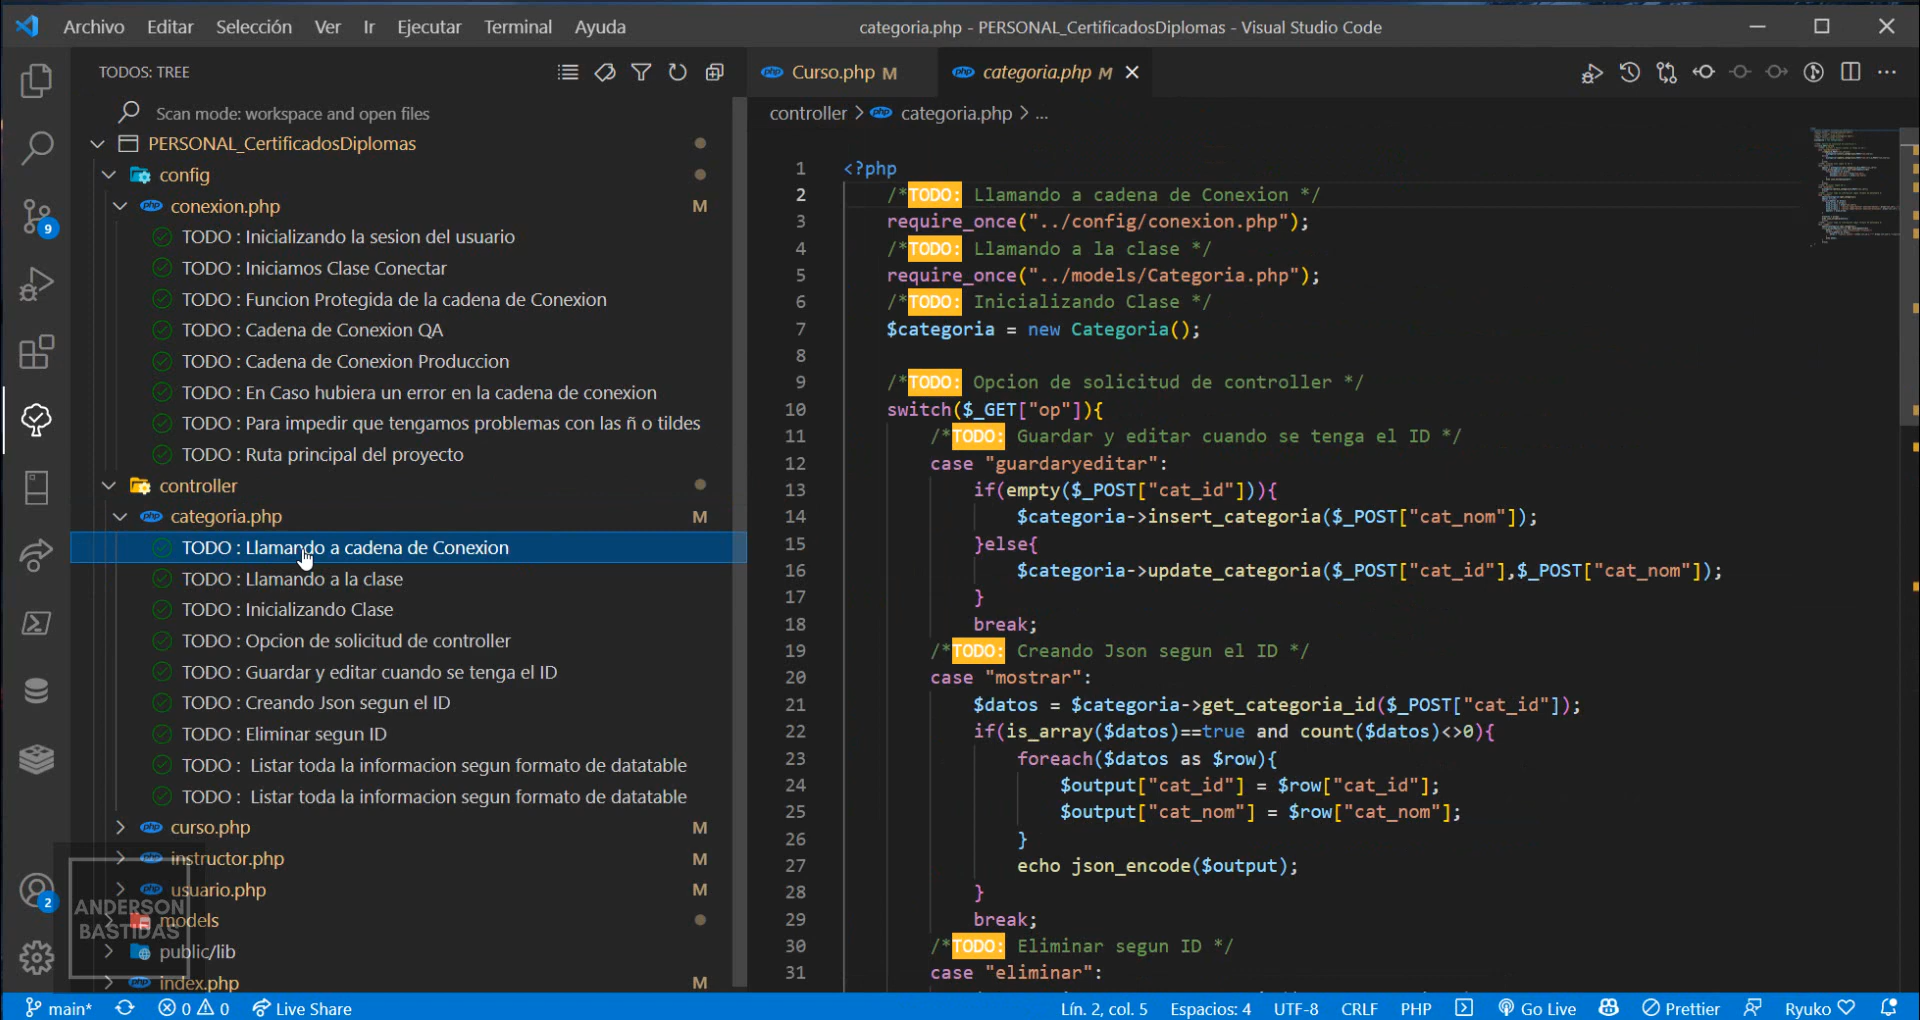 Archivo Editar Selección Ver Ir Ejecutar Terminal Ayuda
categoria.php - PERSONAL_CertificadosDiplomas - Visual Studio Code
TODOS: TREE
Scan mode: workspace and open files
PERSONAL_CertificadosDiplomas
config
conexion.php M
TODO : Inicializando la sesion del usuario
TODO : Iniciamos Clase Conectar
TODO : Funcion Protegida de la cadena de Conexion
TODO : Cadena de Conexion QA
TODO : Cadena de Conexion Produccion
TODO : En Caso hubiera un error en la cadena de conexion
TODO : Para impedir que tengamos problemas con las ñ o tildes
TODO : Ruta principal del proyecto
controller
categoria.php M
TODO : Llamando a cadena de Conexion
TODO : Llamando a la clase
TODO : Inicializando Clase
TODO : Opcion de solicitud de controller
TODO : Guardar y editar cuando se tenga el ID
TODO : Creando Json segun el ID
TODO : Eliminar segun ID
TODO :  Listar toda la informacion segun formato de datatable
TODO :  Listar toda la informacion segun formato de datatable
curso.php M
instructor.php M
usuario.php M
models
public/lib
index.php M
ANDERSON
BASTIDAS
9
2
php Curso.php M
php categoria.php M
controller > php categoria.php > ...
1 <?php
2 /*TODO: Llamando a cadena de Conexion */
3 require_once("../config/conexion.php");
4 /*TODO: Llamando a la clase */
5 require_once("../models/Categoria.php");
6 /*TODO: Inicializando Clase */
7 $categoria = new Categoria();
8
9 /*TODO: Opcion de solicitud de controller */
10 switch($_GET["op"]){
11 /*TODO: Guardar y editar cuando se tenga el ID */
12 case "guardaryeditar":
13 if(empty($_POST["cat_id"])){
14 $categoria->insert_categoria($_POST["cat_nom"]);
15 }else{
16 $categoria->update_categoria($_POST["cat_id"],$_POST["cat_nom"]);
17 }
18 break;
19 /*TODO: Creando Json segun el ID */
20 case "mostrar":
21 $datos = $categoria->get_categoria_id($_POST["cat_id"]);
22 if(is_array($datos)==true and count($datos)<>0){
23 foreach($datos as $row){
24 $output["cat_id"] = $row["cat_id"];
25 $output["cat_nom"] = $row["cat_nom"];
26 }
27 echo json_encode($output);
28 }
29 break;
30 /*TODO: Eliminar segun ID */
31 case "eliminar":
main* 0 0 Live Share Lín. 2, col. 5 Espacios: 4 UTF-8 CRLF PHP Go Live Prettier Ryuko